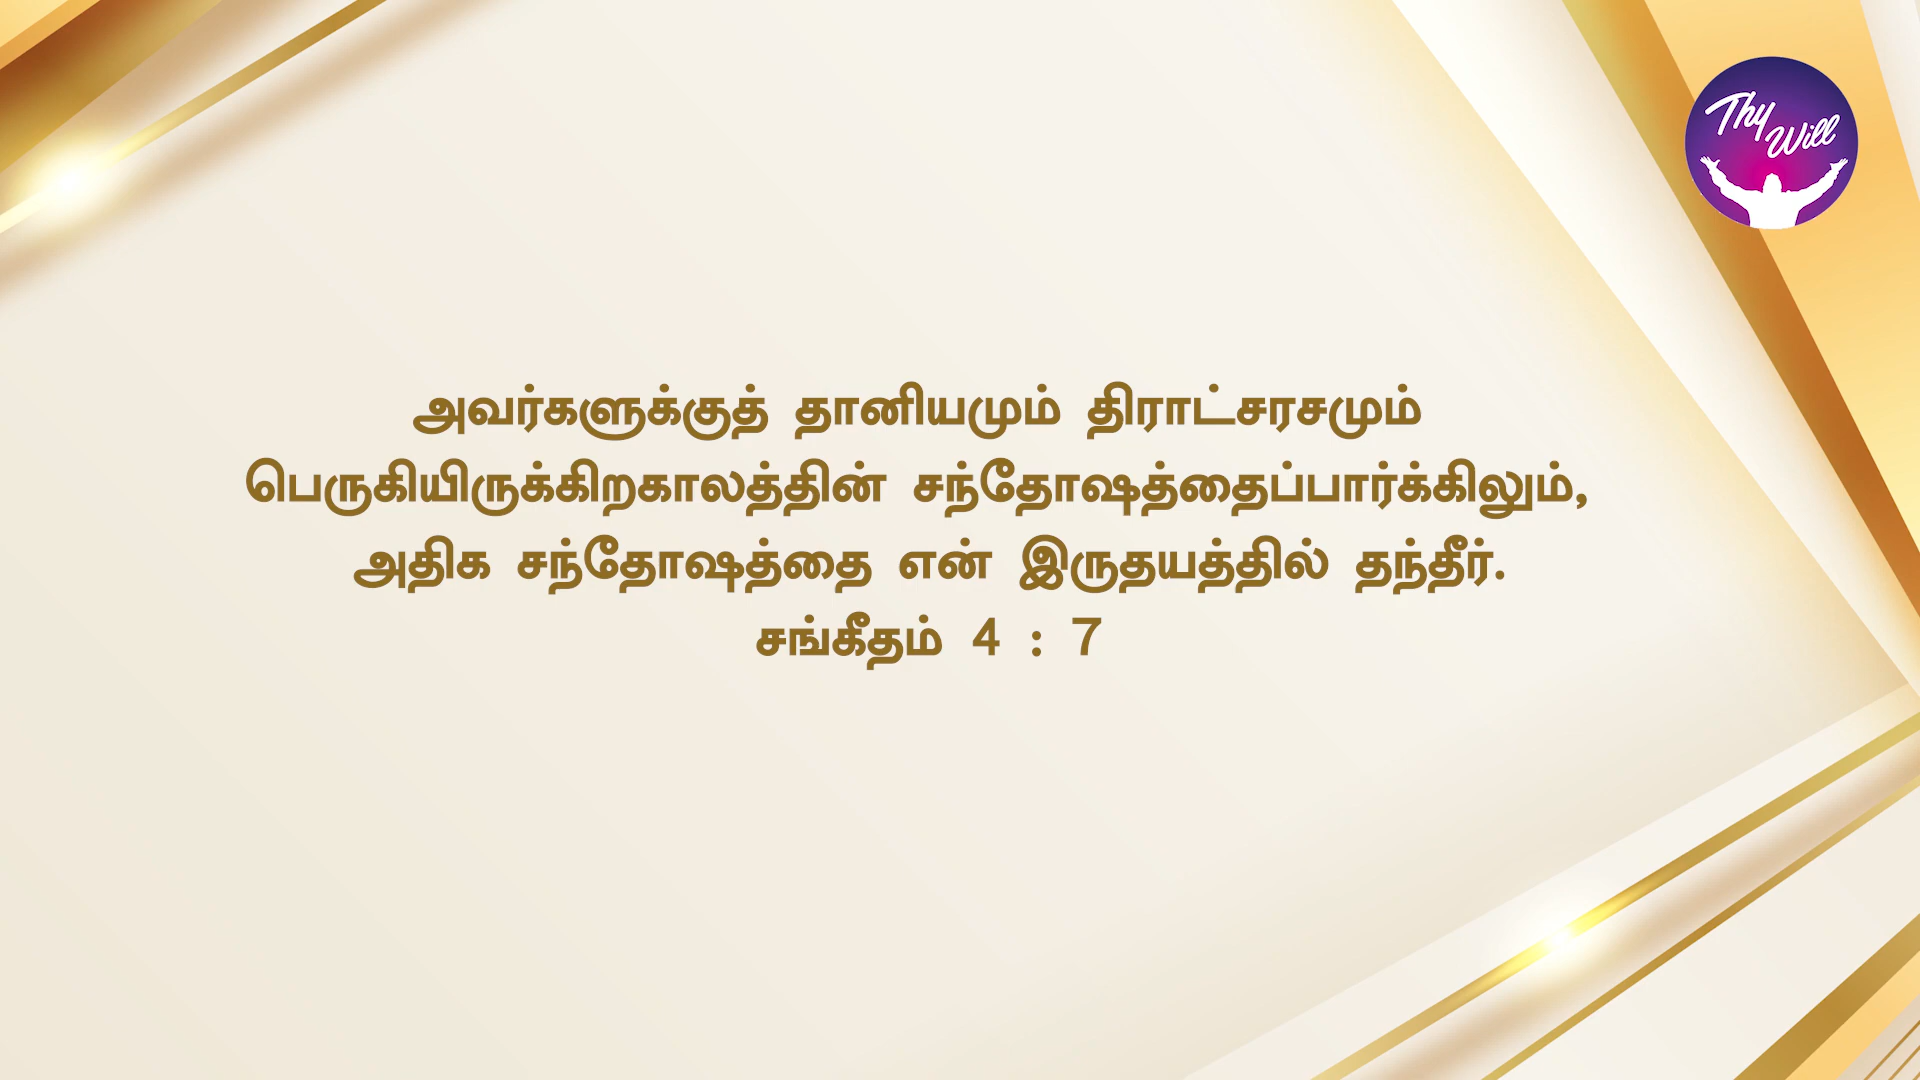 Thy
Will
அவர்களுக்குத் தானியமும் திராட்சரசமும்
பெருகியிருக்கிறகாலத்தின் சந்தோஷத்தைப்பார்க்கிலும்,
அதிக சந்தோஷத்தை என் இருதயத்தில் தந்தீர்.
சங்கீதம் 4 : 7